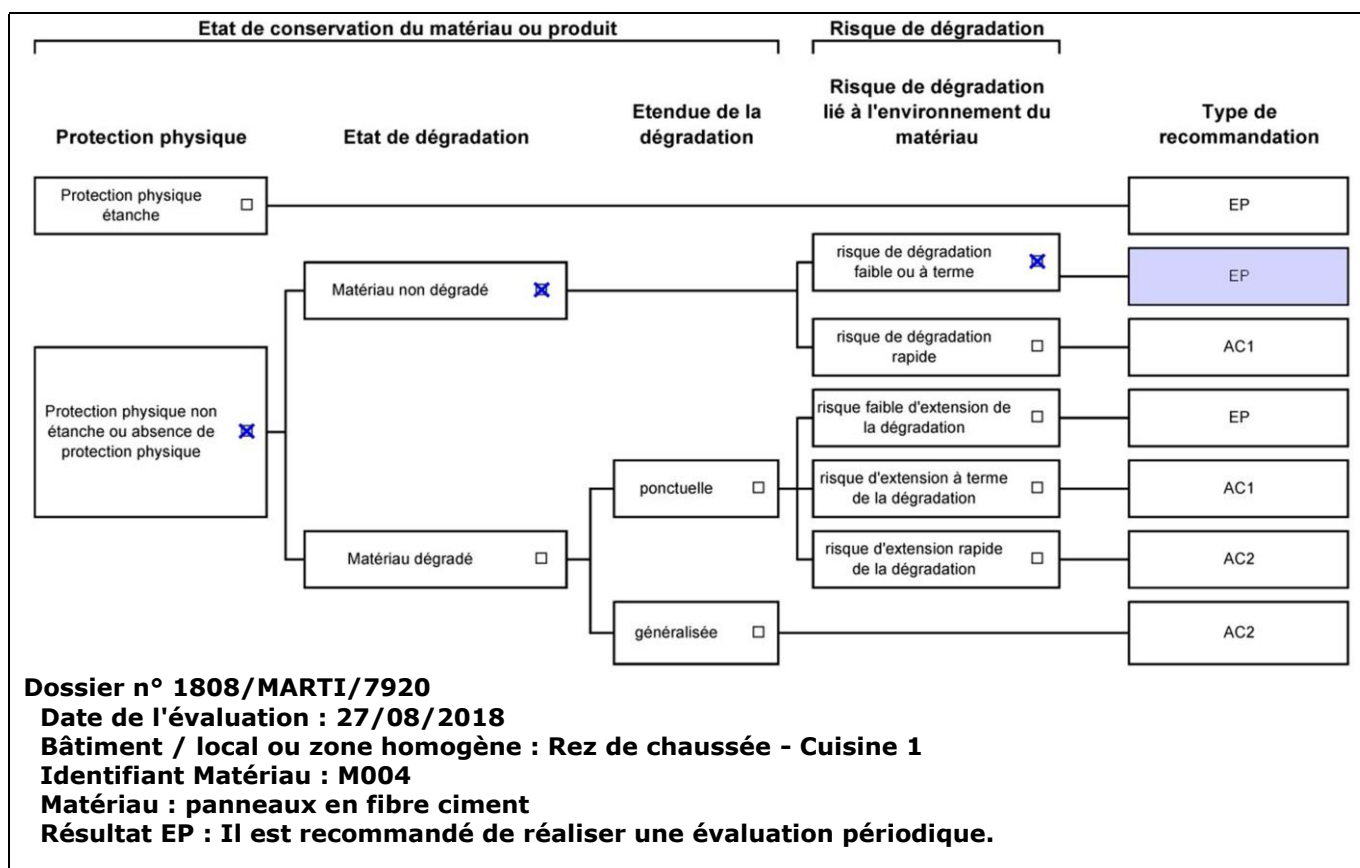 Etat de conservation du matériau ou produit
Risque de dégradation
Protection physique
Etat de dégradation
Etendue de la
dégradation
Risque de dégradation
lié à l'environnement du
matériau
Type de
recommandation
Protection physique
étanche
EP
risque de dégradation
faible ou à terme
EP
Matériau non dégradé
risque de dégradation
rapide
AC1
Protection physique non
étanche ou absence de
protection physique
risque faible d'extension de
la dégradation
EP
ponctuelle
risque d'extension à terme
de la dégradation
AC1
Matériau dégradé
risque d'extension rapide
de la dégradation
AC2
généralisée
AC2
Dossier n° 1808/MARTI/7920
Date de l'évaluation : 27/08/2018
Bâtiment / local ou zone homogène : Rez de chaussée - Cuisine 1
Identifiant Matériau : M004
Matériau : panneaux en fibre ciment
Résultat EP : Il est recommandé de réaliser une évaluation périodique.